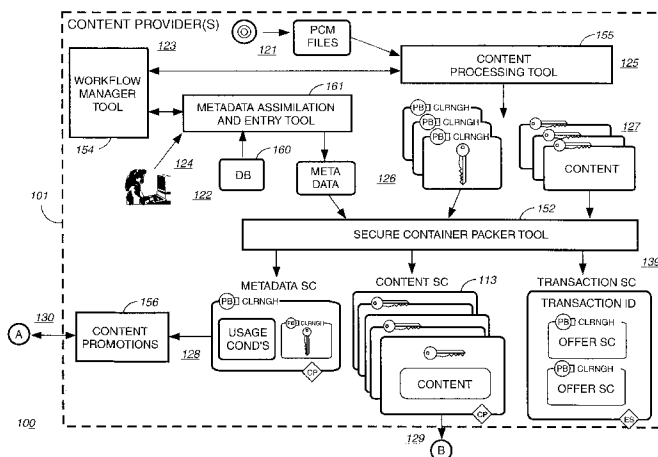 CONTENT PROVIDER(S)
123
121
PCM
FILES
155
CONTENT
PROCESSING TOOL
125
WORKFLOW
MANAGER
TOOL
154
161
METADATA ASSIMILATION
AND ENTRY TOOL
PB CLRNGH
PB CLRNGH
PB CLRNGH
127
CONTENT
124
122
DB
160
META
DATA
126
101
152
SECURE CONTAINER PACKER TOOL
139
METADATA SC
CONTENT SC
113
TRANSACTION SC
130
156
A
CONTENT
PROMOTIONS
128
PB CLRNGH
USAGE
COND'S
PB CLRNGH
CP
CONTENT
CP
TRANSACTION ID
PB CLRNGH
OFFER SC
PB CLRNGH
OFFER SC
ES
100
129
B